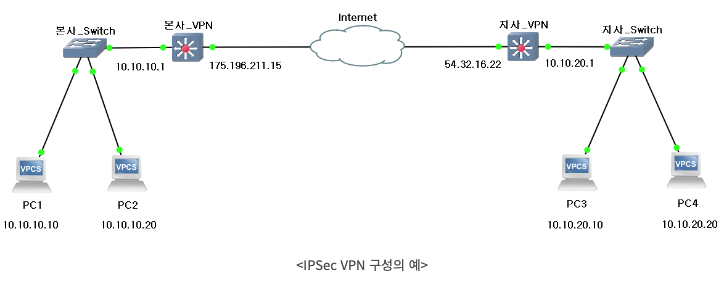 본사_Switch
본사_VPN
Internet
지사_VPN
지사_Switch
10.10.10.1
175.196.211.15
54.32.16.22
10.10.20.1
VPCS
VPCS
VPCS
VPCS
PC1
PC2
PC3
PC4
10.10.10.10
10.10.10.20
10.10.20.10
10.10.20.20
<IPSec VPN 구성의 예>